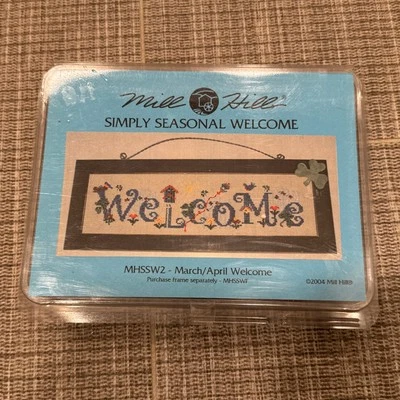 Mill Hill®
SIMPLY SEASONAL WELCOME
WeLCoMe
MHSSW2 - March/April Welcome
Purchase frame separately - MHSSWF
©2004 Mill Hill®